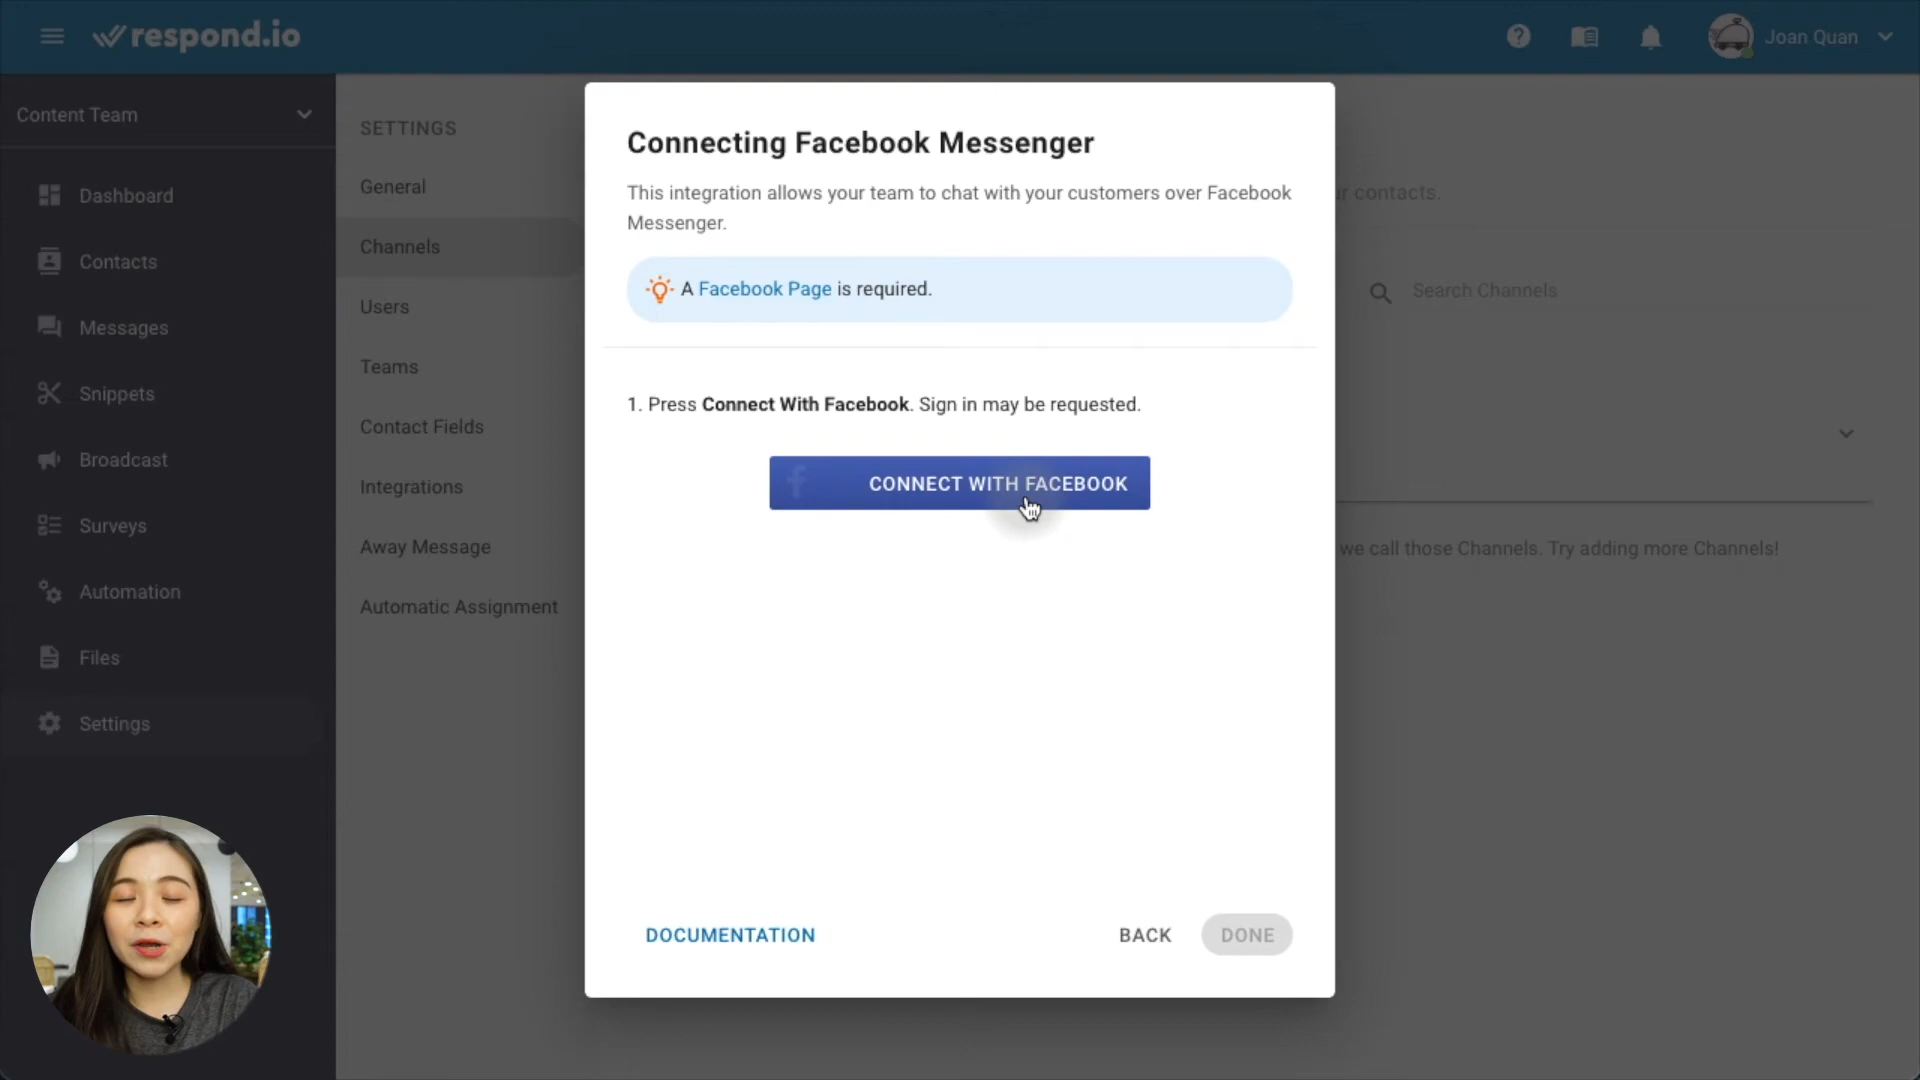 respond.io
Joan Quan
Content Team
Dashboard
Contacts
Messages
Snippets
Broadcast
Surveys
Automation
Files
Settings
SETTINGS
General
Channels
Users
Teams
Contact Fields
Integrations
Away Message
Automatic Assignment
Connecting Facebook Messenger
This integration allows your team to chat with your customers over Facebook
Messenger.
A Facebook Page is required.
1. Press Connect With Facebook. Sign in may be requested.
CONNECT WITH FACEBOOK
DOCUMENTATION
BACK
DONE
contacts.
Search Channels
we call those Channels. Try adding more Channels!